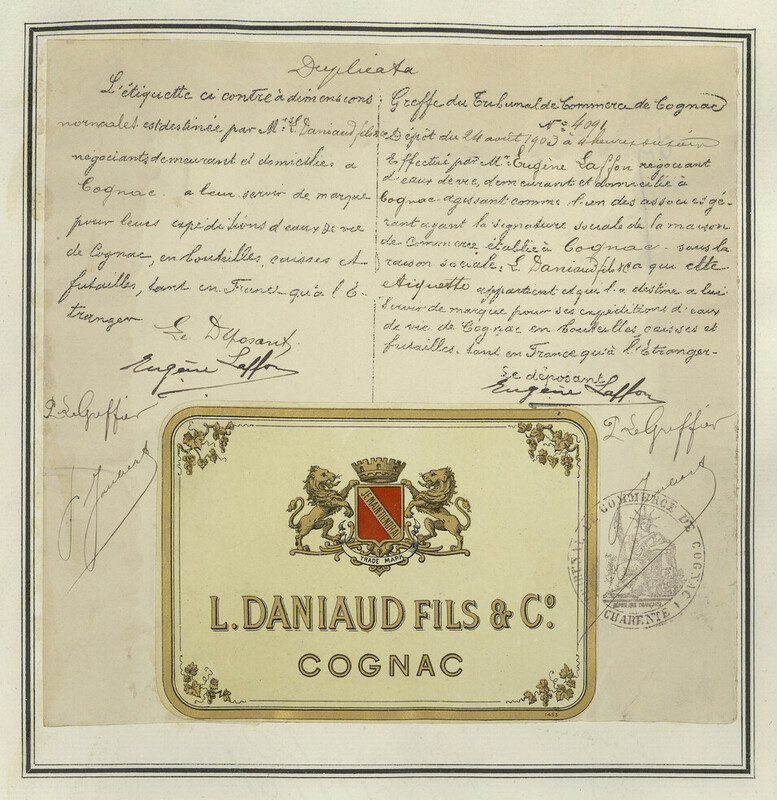 Duplicata
L'étiquette ci contre à dimensions
normales est destinée par Mrs L. Daniaud fils & Co
négociants demeurant et domiciliés a
Cognac a leur servir de marque
pour leurs expéditions d'eaux de vie
de Cognac, en bouteilles, caisses et
futailles, tant en France qu'à l'É-
tranger
Le Déposant
Eugène Laffon
P. Le Greffier
Greffe du Tribunal de Commerce de Cognac
No 4091
Dépôt du 24 août 1903 à 4 heures du soir
Effectué par Mr Eugène Laffon négociant
d'eaux de vie, demeurant et domicilié à
Cognac agissant comme l'un des associés gé-
rant ayant la signature sociale de la maison
de commerce établie à Cognac sous la
raison sociale: L. Daniaud fils & Co a qui cette
étiquette appartient et qui l'a destine a lui
servir de marque pour ses expéditions d'eaux
de vie de Cognac en bouteilles, caisses et
futailles, tant en France qu'à l'Étranger-
Le déposant
Eugène Laffon
P. Le Greffier
JE MAINTIENDRAI
TRADE MARK
L. DANIAUD FILS & Co.
COGNAC
TRIBUNAL DE COMMERCE DE COGNAC
CHARENTE